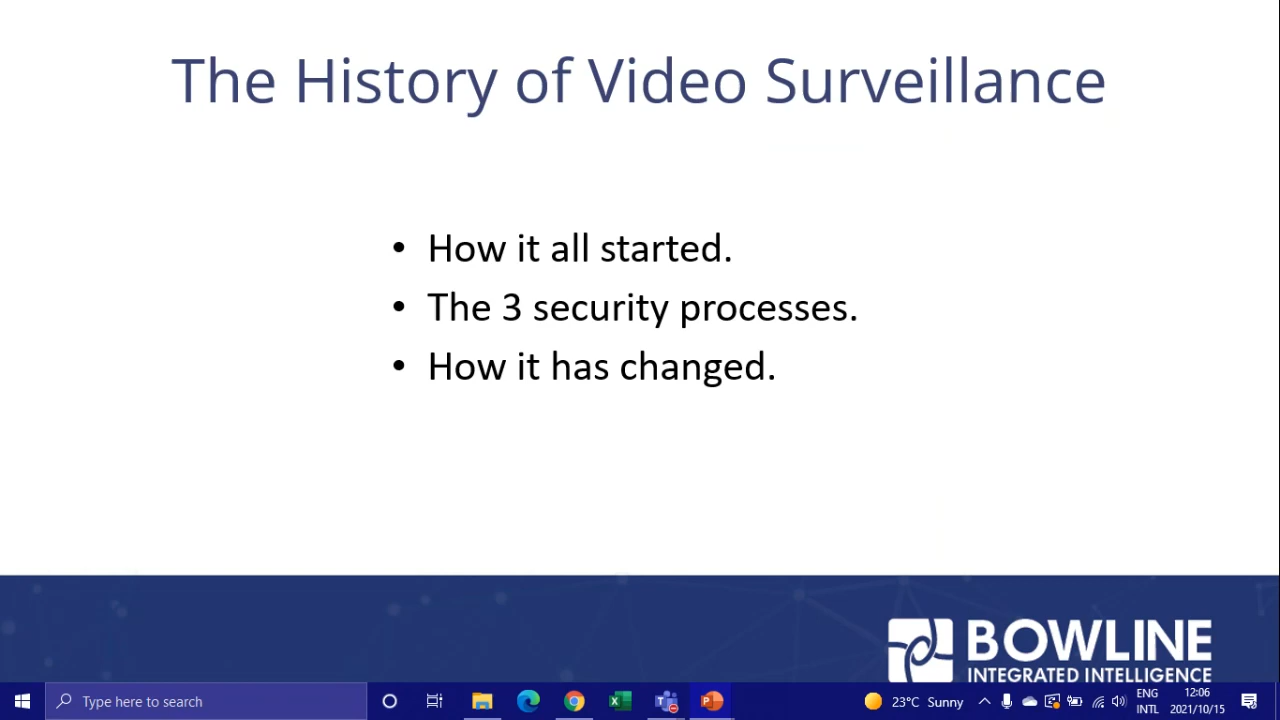 The History of Video Surveillance
• How it all started.
• The 3 security processes.
• How it has changed.
BOWLINE
INTEGRATED INTELLIGENCE
Type here to search
23°C Sunny
ENG
INTL
12:06
2021/10/15